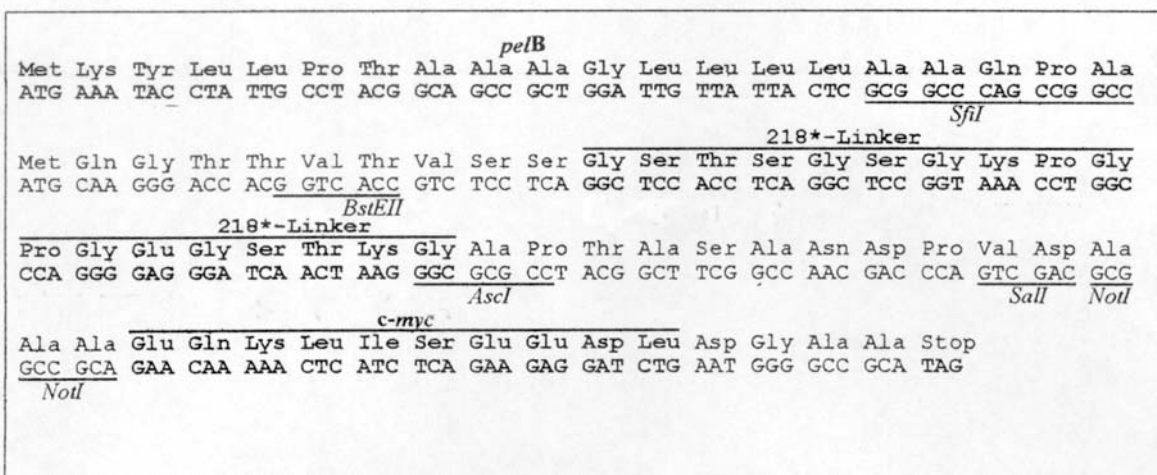 pelB
Met Lys Tyr Leu Leu Pro Thr Ala Ala Ala Gly Leu Leu Leu Leu Ala Ala Gln Pro Ala
ATG AAA TAC CTA TTG CCT ACG GCA GCC GCT GGA TTG TTA TTA CTC GCG GCC CAG CCG GCC
SfiI
218*-Linker
Met Gln Gly Thr Thr Val Thr Val Ser Ser Gly Ser Thr Ser Gly Ser Gly Lys Pro Gly
ATG CAA GGG ACC ACG GTC ACC GTC TCC TCA GGC TCC ACC TCA GGC TCC GGT AAA CCT GGC
BstEII
218*-Linker
Pro Gly Glu Gly Ser Thr Lys Gly Ala Pro Thr Ala Ser Ala Asn Asp Pro Val Asp Ala
CCA GGG GAG GGA TCA ACT AAG GGC GCG CCT ACG GCT TCG GCC AAC GAC CCA GTC GAC GCG
AscI SalI NotI
c-myc
Ala Ala Glu Gln Lys Leu Ile Ser Glu Glu Asp Leu Asp Gly Ala Ala Stop
GCC GCA GAA CAA AAA CTC ATC TCA GAA GAG GAT CTG AAT GGG GCC GCA TAG
NotI